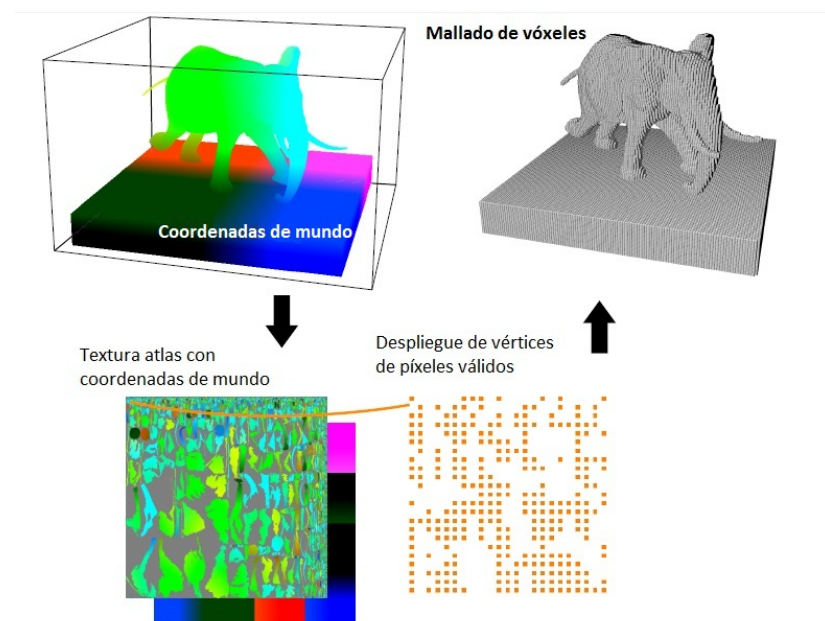 Mallado de vóxeles
Coordenadas de mundo
Textura atlas con
coordenadas de mundo
Despliegue de vértices
de píxeles válidos